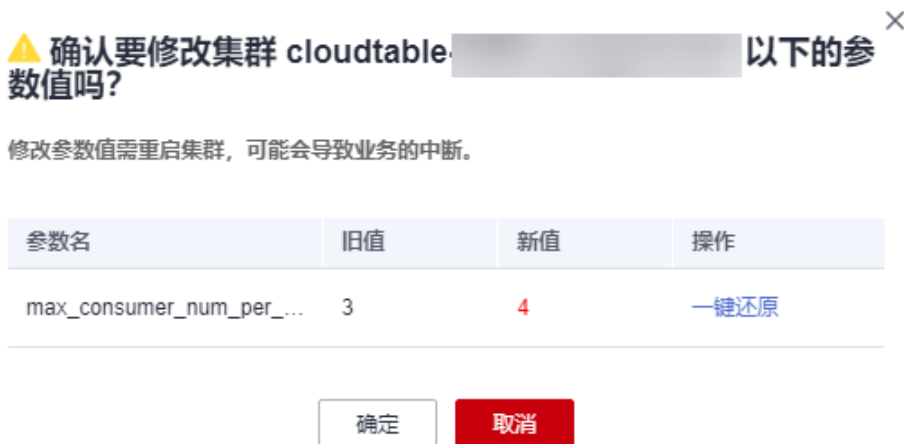 确认要修改集群 cloudtable- 以下的参
数值吗？
修改参数值需重启集群，可能会导致业务的中断。
参数名 旧值 新值 操作
max_consumer_num_per_... 3 4 一键还原
确定 取消